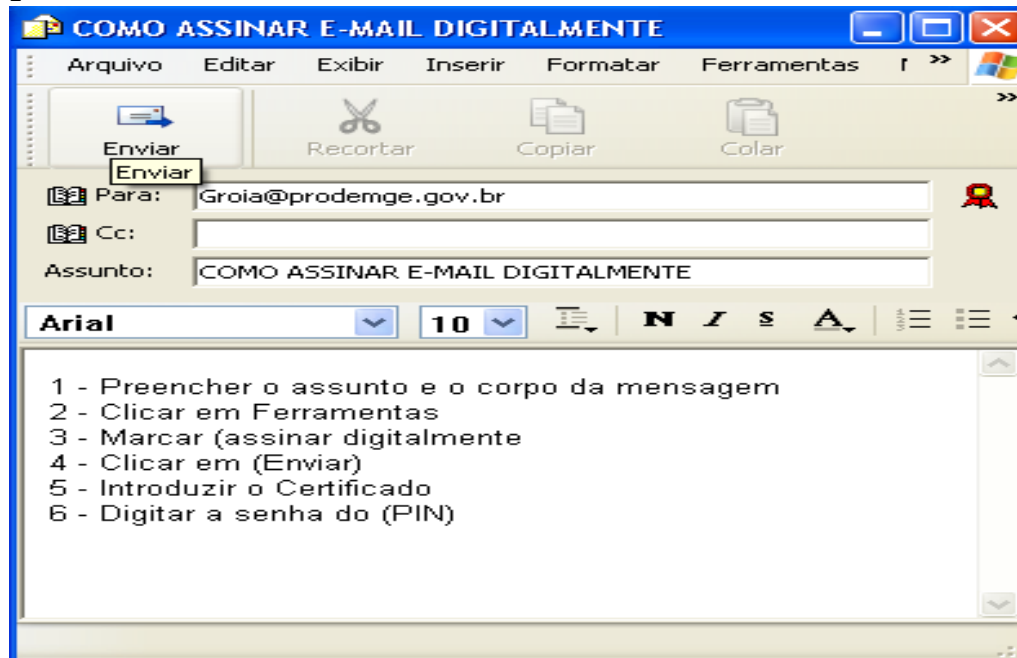 COMO ASSINAR E-MAIL DIGITALMENTE
Arquivo Editar Exibir Inserir Formatar Ferramentas
Enviar Recortar Copiar Colar
Enviar
Para: Groia@prodemge.gov.br
Cc:
Assunto: COMO ASSINAR E-MAIL DIGITALMENTE
Arial 10 N I S A
1 - Preencher o assunto e o corpo da mensagem
2 - Clicar em Ferramentas
3 - Marcar (assinar digitalmente
4 - Clicar em (Enviar)
5 - Introduzir o Certificado
6 - Digitar a senha do (PIN)